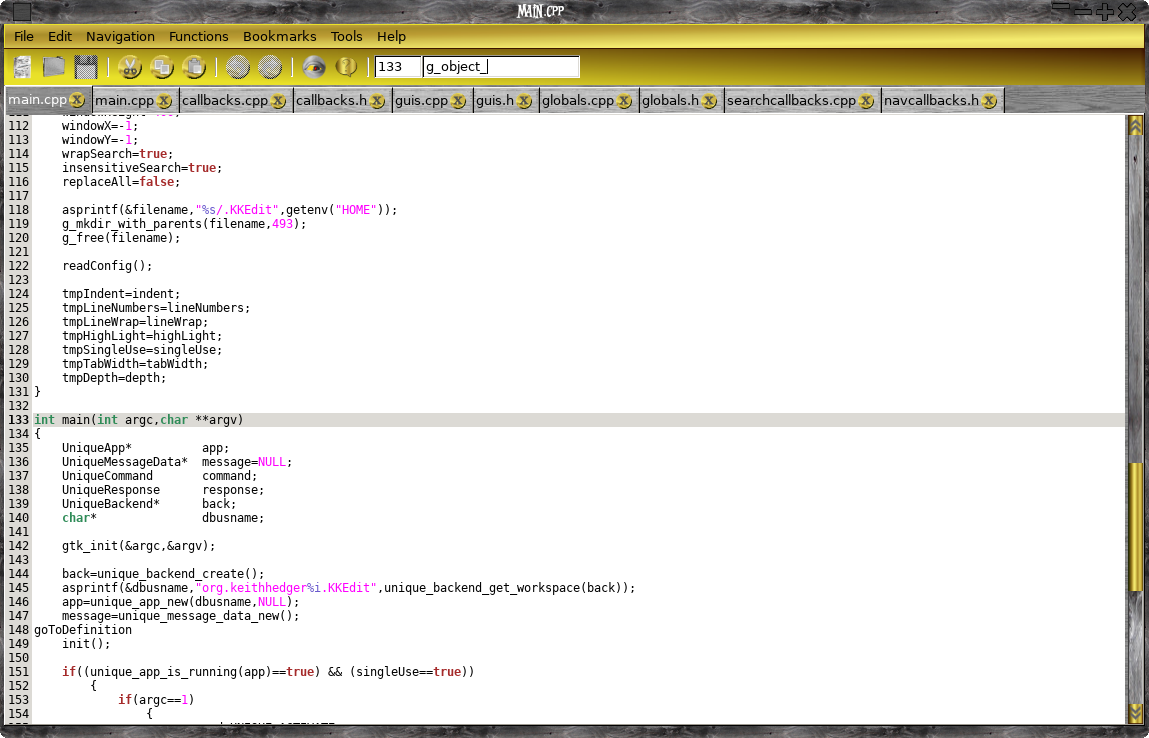 MAIN.CPP
File Edit Navigation Functions Bookmarks Tools Help
133 g_object_
main.cpp main.cpp callbacks.cpp callbacks.h guis.cpp guis.h globals.cpp globals.h searchcallbacks.cpp navcallbacks.h
112 windowX=-1;
113 windowY=-1;
114 wrapSearch=true;
115 insensitiveSearch=true;
116 replaceAll=false;
117
118 asprintf(&filename,"%s/.KKEdit",getenv("HOME"));
119 g_mkdir_with_parents(filename,493);
120 g_free(filename);
121
122 readConfig();
123
124 tmpIndent=indent;
125 tmpLineNumbers=lineNumbers;
126 tmpLineWrap=lineWrap;
127 tmpHighLight=highLight;
128 tmpSingleUse=singleUse;
129 tmpTabWidth=tabWidth;
130 tmpDepth=depth;
131 }
132
133 int main(int argc,char **argv)
134 {
135 UniqueApp* app;
136 UniqueMessageData* message=NULL;
137 UniqueCommand command;
138 UniqueResponse response;
139 UniqueBackend* back;
140 char* dbusname;
141
142 gtk_init(&argc,&argv);
143
144 back=unique_backend_create();
145 asprintf(&dbusname,"org.keithhedger%i.KKEdit",unique_backend_get_workspace(back));
146 app=unique_app_new(dbusname,NULL);
147 message=unique_message_data_new();
148 goToDefinition
149 init();
150
151 if((unique_app_is_running(app)==true) && (singleUse==true))
152 {
153 if(argc==1)
154 {